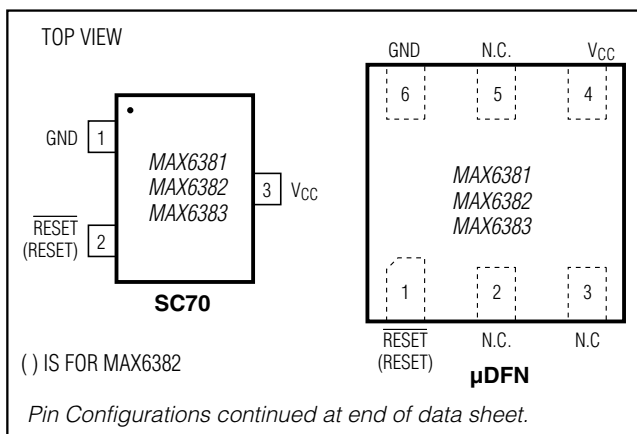 TOP VIEW
GND 1
RESET 2
(RESET)
MAX6381
MAX6382
MAX6383
3 VCC
SC70
( ) IS FOR MAX6382
GND N.C. VCC
6 5 4
MAX6381
MAX6382
MAX6383
1 2 3
RESET N.C. N.C
(RESET)
µDFN
Pin Configurations continued at end of data sheet.